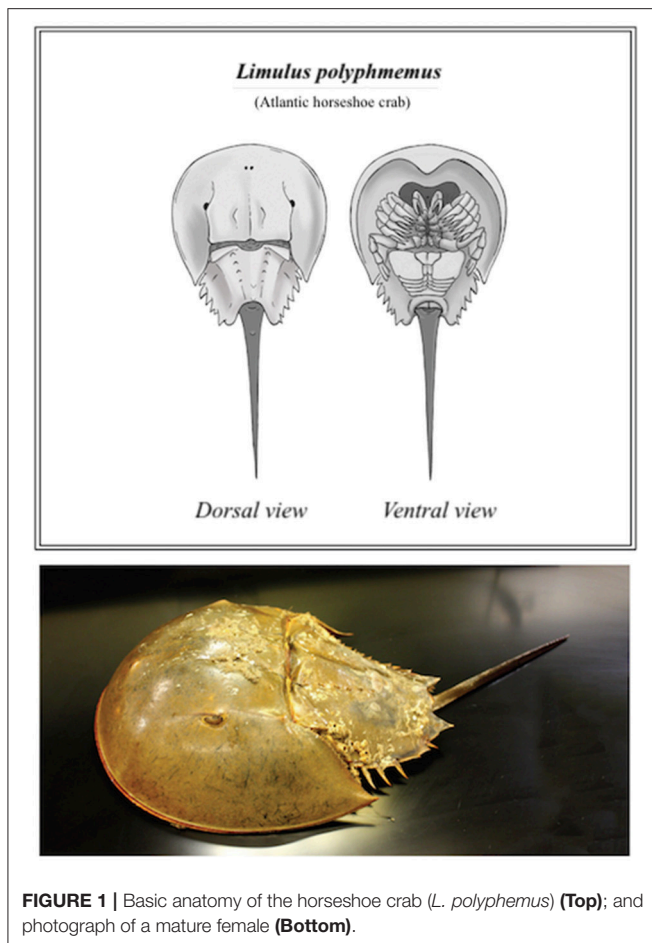 Limulus polyphmemus
(Atlantic horseshoe crab)
Dorsal view
Ventral view
FIGURE 1 | Basic anatomy of the horseshoe crab (L. polyphemus) (Top); and
photograph of a mature female (Bottom).